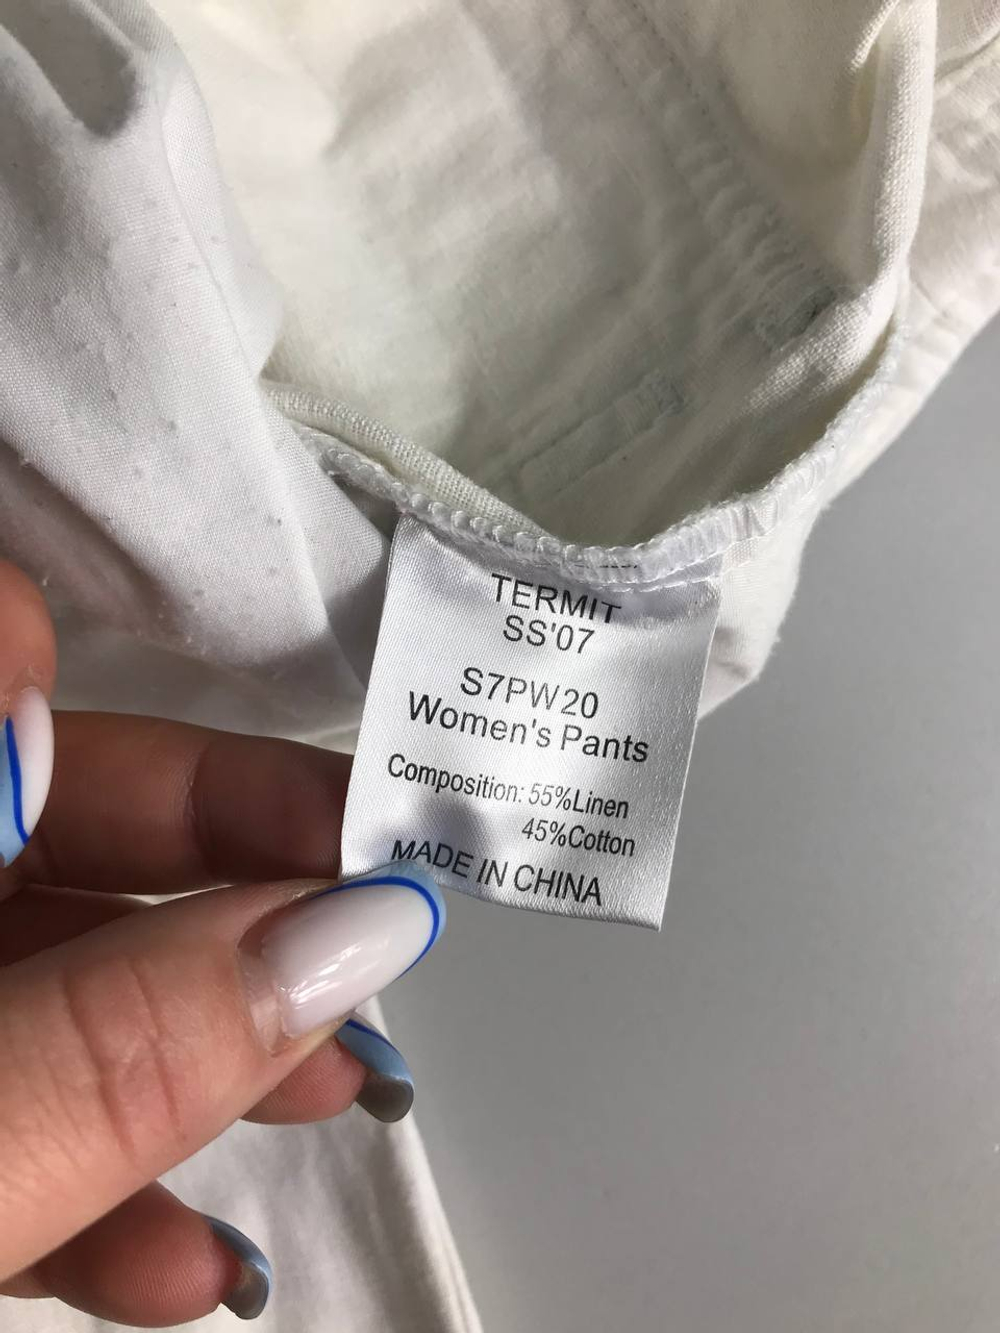 TERMIT
SS'07
S7PW20
Women's Pants
Composition: 55%Linen
45%Cotton
MADE IN CHINA